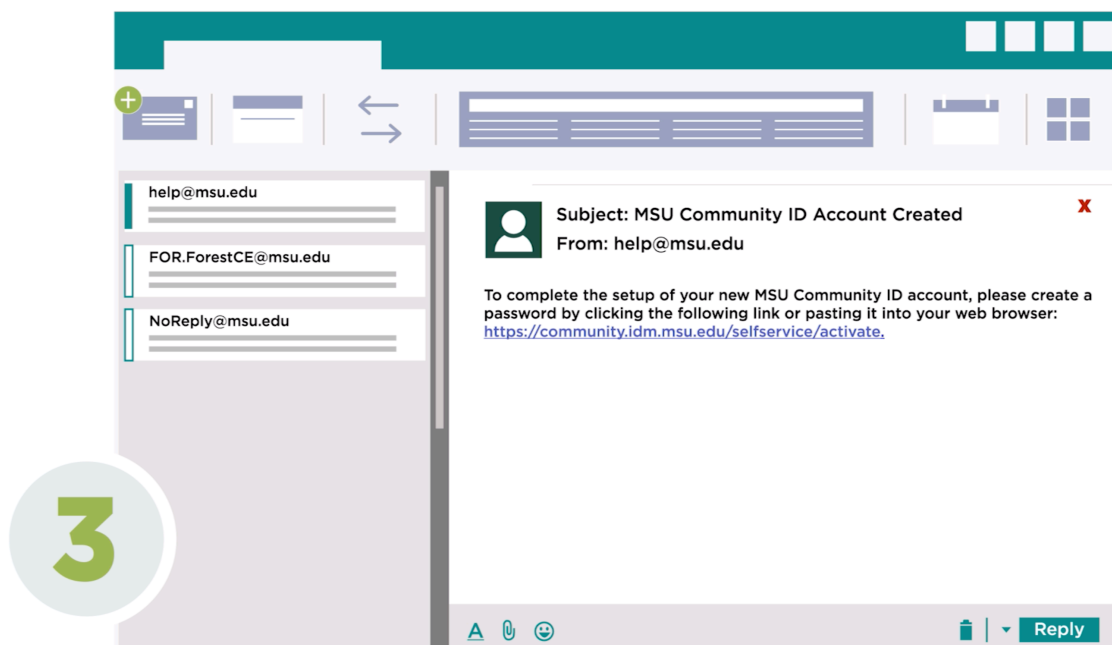 help@msu.edu
FOR.ForestCE@msu.edu
NoReply@msu.edu
Subject: MSU Community ID Account Created
X
From: help@msu.edu
To complete the setup of your new MSU Community ID account, please create a
password by clicking the following link or pasting it into your web browser:
https://community.idm.msu.edu/selfservice/activate.
3
A
Reply